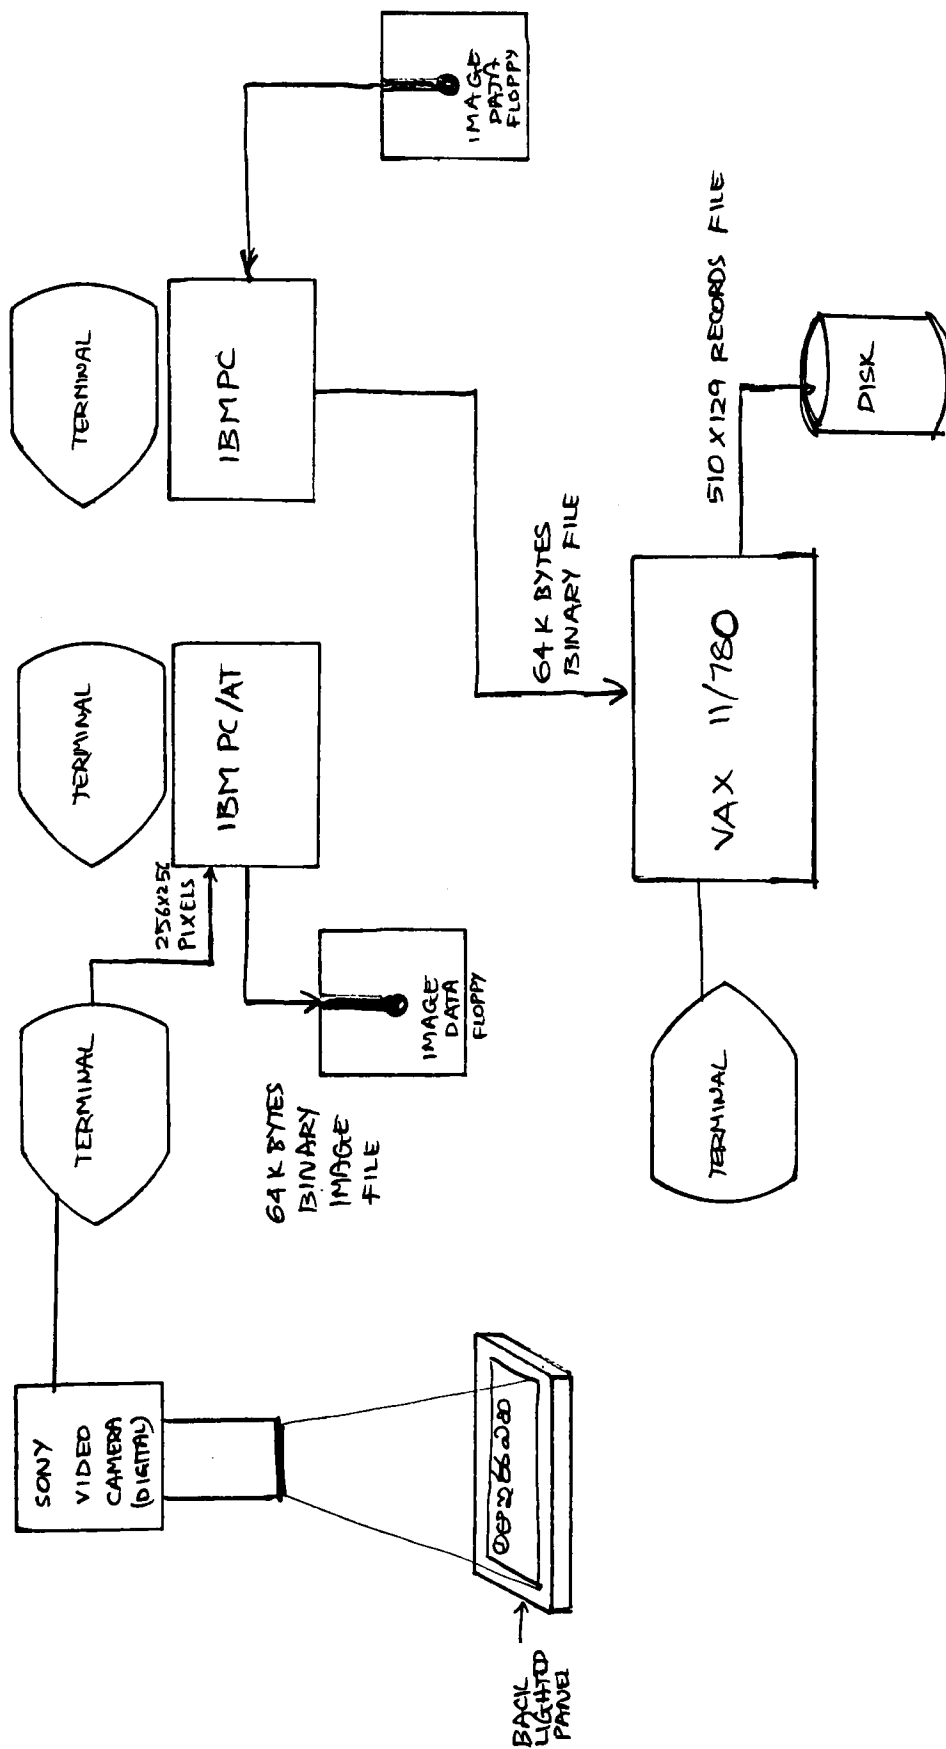 SONY
VIDEO
CAMERA
(DIGITAL)
BACK
LIGHTED
PANEL
TERMINAL
256X256
PIXELS
64 K BYTES
BINARY
IMAGE
FILE
IMAGE
DATA
FLOPPY
TERMINAL
IBM PC/AT
TERMINAL
IBM PC
IMAGE
DATA
FLOPPY
64 K BYTES
BINARY FILE
TERMINAL
VAX 11/780
510 X 129 RECORDS FILE
DISK